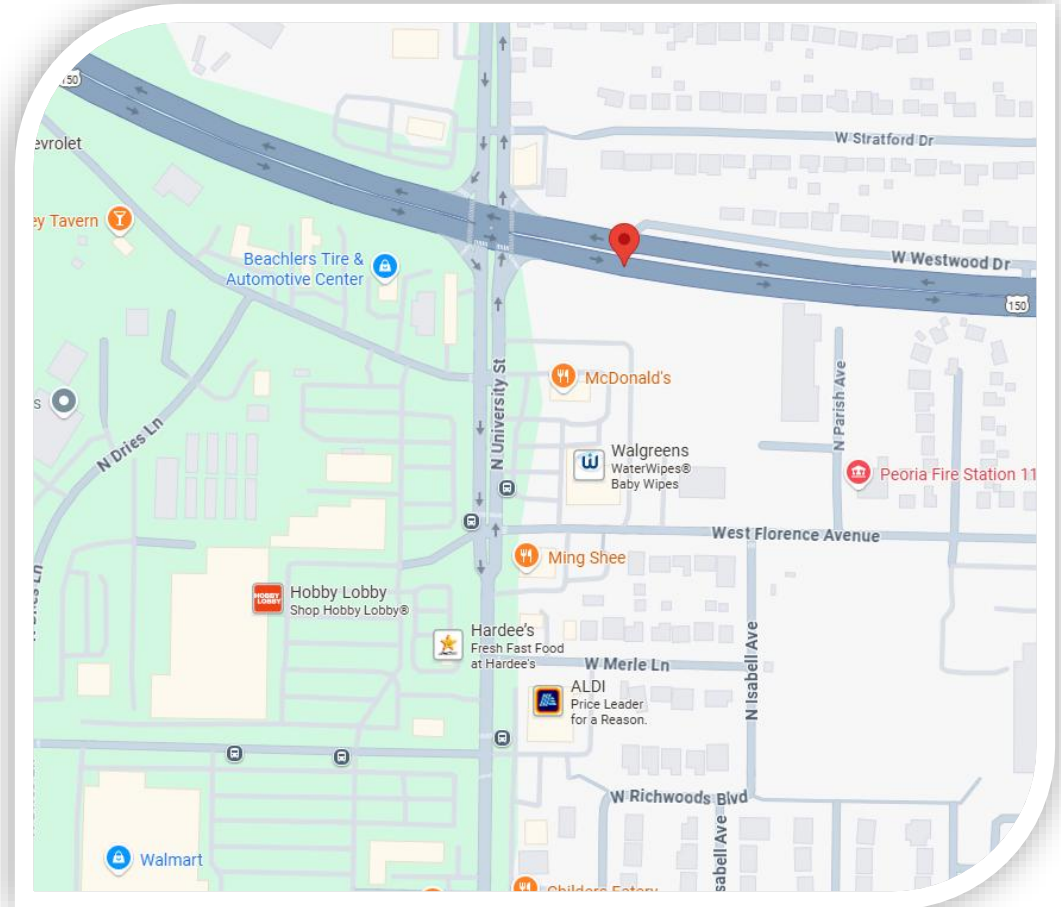 150
W Stratford Dr
evrolet
ey Tavern
Beachlers Tire &
Automotive Center
W Westwood Dr
150
N University St
McDonald's
N Parish Ave
s
N Dries Ln
Walgreens
WaterWipes®
Baby Wipes
Peoria Fire Station 11
West Florence Avenue
Ming Shee
HOBBY
LOBBY
Hobby Lobby
Shop Hobby Lobby®
Hardee's
Fresh Fast Food
at Hardee's
W Merle Ln
N Isabell Ave
ALDI
Price Leader
for a Reason.
W Richwoods Blvd
sabell Ave
Walmart